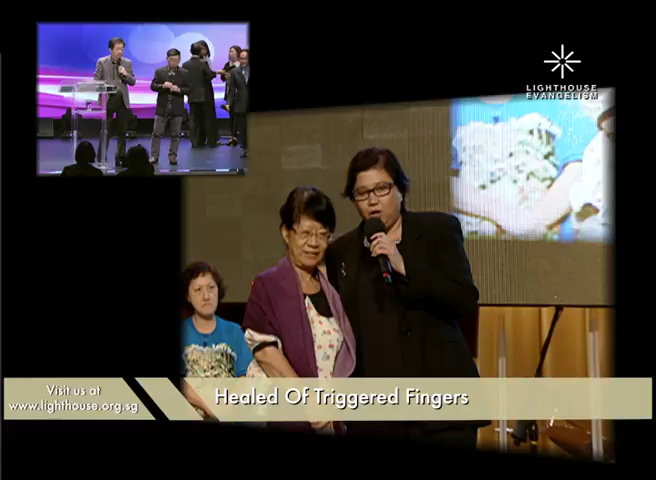 LIGHTHOUSE
EVANGELISM
Visit us at
www.lighthouse.org.sg
Healed Of Triggered Fingers